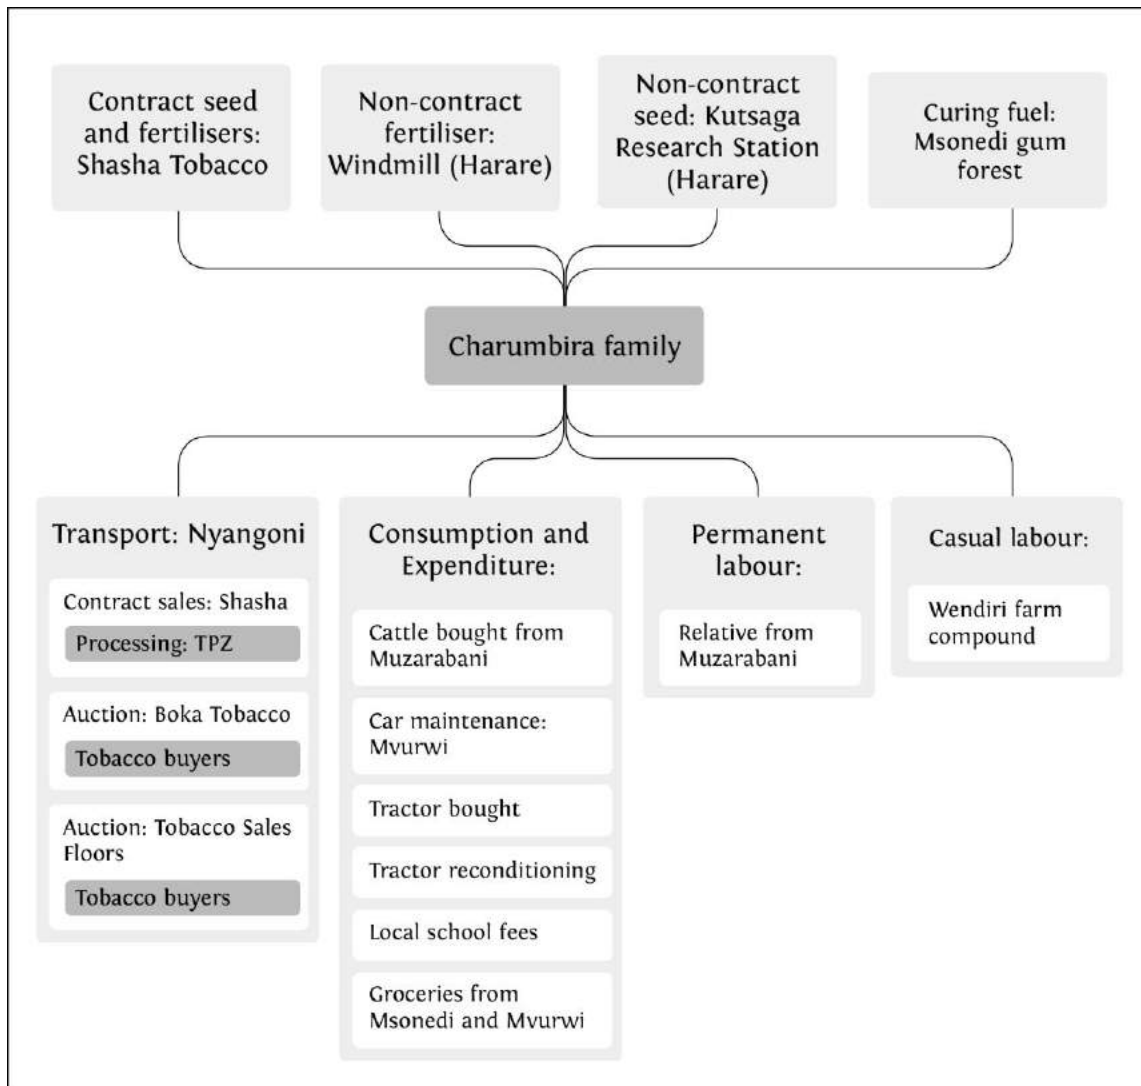 Contract seed
and fertilisers:
Shasha Tobacco
Non-contract
fertiliser:
Windmill (Harare)
Non-contract
seed: Kutsaga
Research Station
(Harare)
Curing fuel:
Msonedi gum
forest
Charumbira family
Transport: Nyangoni
Contract sales: Shasha
Processing: TPZ
Auction: Boka Tobacco
Tobacco buyers
Auction: Tobacco Sales
Floors
Tobacco buyers
Consumption and
Expenditure:
Cattle bought from
Muzarabani
Car maintenance:
Mvurwi
Tractor bought
Tractor reconditioning
Local school fees
Groceries from
Msonedi and Mvurwi
Permanent
labour:
Relative from
Muzarabani
Casual labour:
Wendiri farm
compound